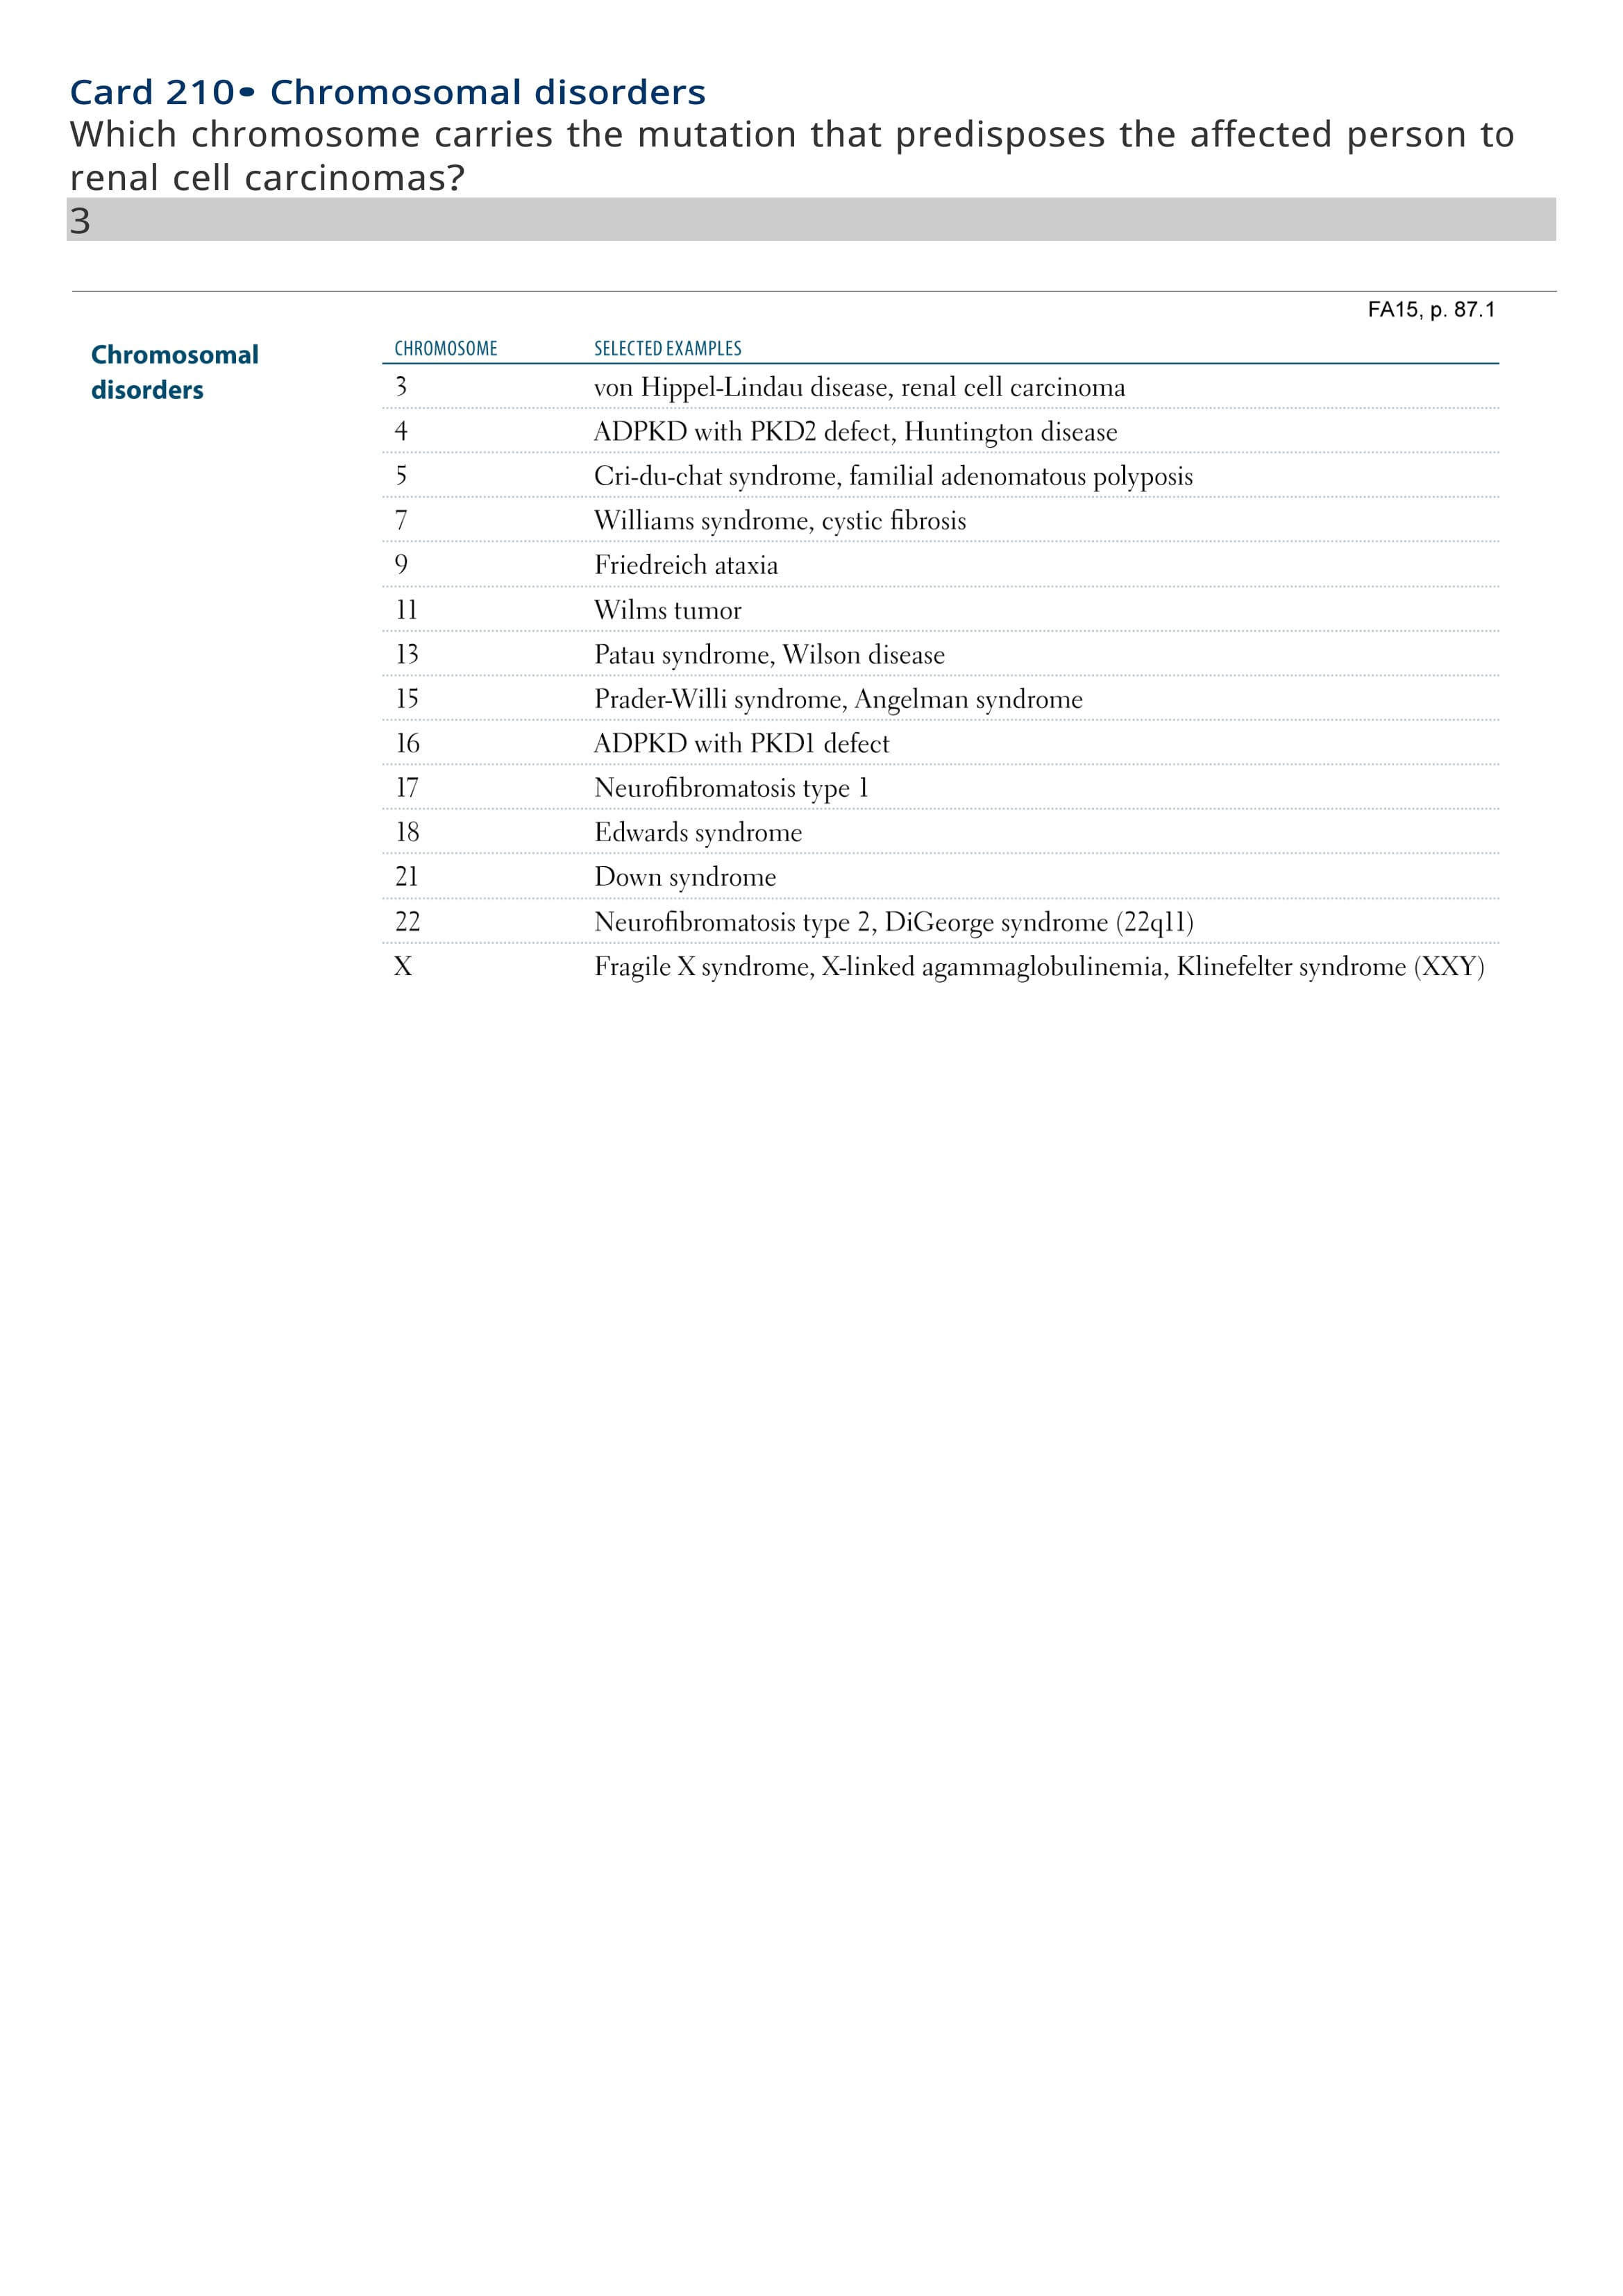 Card 210• Chromosomal disorders
Which chromosome carries the mutation that predisposes the affected person to
renal cell carcinomas?
3
FA15, p. 87.1
Chromosomal
disorders
CHROMOSOME SELECTED EXAMPLES
3 von Hippel-Lindau disease, renal cell carcinoma
4 ADPKD with PKD2 defect, Huntington disease
5 Cri-du-chat syndrome, familial adenomatous polyposis
7 Williams syndrome, cystic fibrosis
9 Friedreich ataxia
11 Wilms tumor
13 Patau syndrome, Wilson disease
15 Prader-Willi syndrome, Angelman syndrome
16 ADPKD with PKD1 defect
17 Neurofibromatosis type 1
18 Edwards syndrome
21 Down syndrome
22 Neurofibromatosis type 2, DiGeorge syndrome (22q11)
X Fragile X syndrome, X-linked agammaglobulinemia, Klinefelter syndrome (XXY)